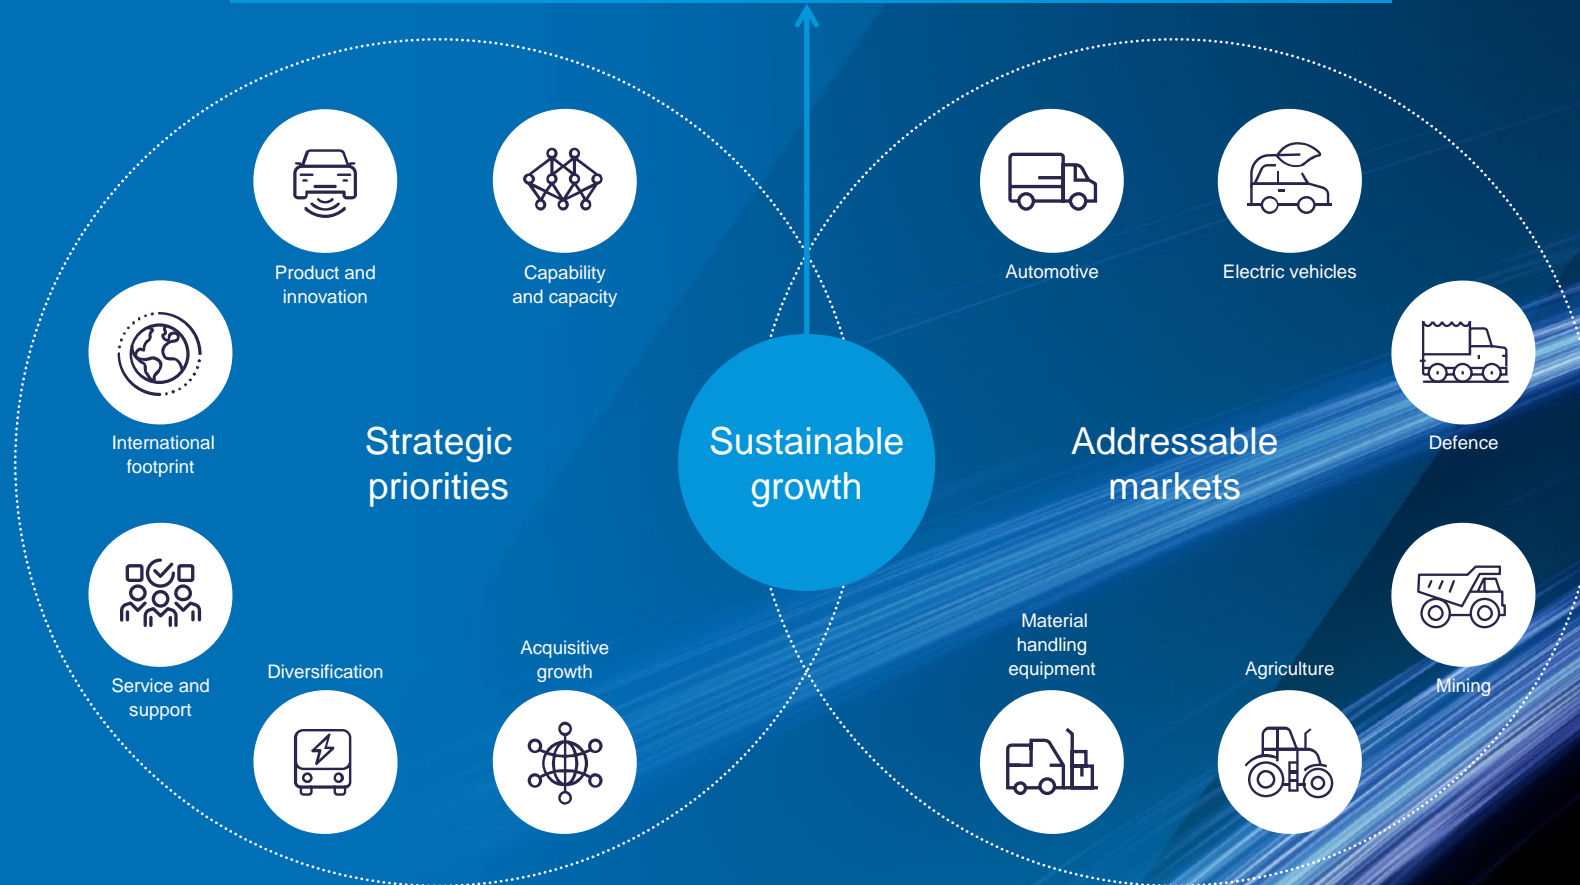 Product and
innovation
Capability
and capacity
Automotive
Electric vehicles
International
footprint
Strategic
priorities
Sustainable
growth
Addressable
markets
Defence
Service and
support
Diversification
Acquisitive
growth
Material
handling
equipment
Agriculture
Mining